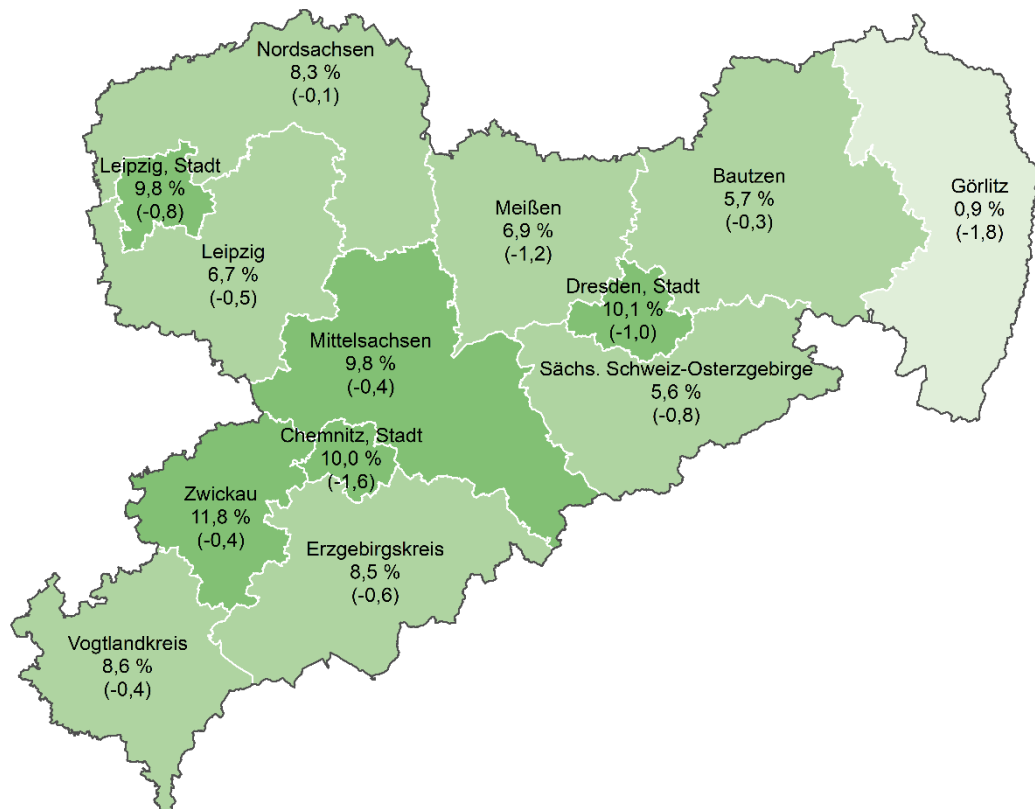 Nordsachsen
8,3 %
(-0,1)
Leipzig, Stadt
9,8 %
(-0,8)
Leipzig
6,7 %
(-0,5)
Meißen
6,9 %
(-1,2)
Bautzen
5,7 %
(-0,3)
Görlitz
0,9 %
(-1,8)
Dresden, Stadt
10,1 %
(-1,0)
Mittelsachsen
9,8 %
(-0,4)
Sächs. Schweiz-Osterzgebirge
5,6 %
(-0,8)
Chemnitz, Stadt
10,0 %
(-1,6)
Zwickau
11,8 %
(-0,4)
Erzgebirgskreis
8,5 %
(-0,6)
Vogtlandkreis
8,6 %
(-0,4)